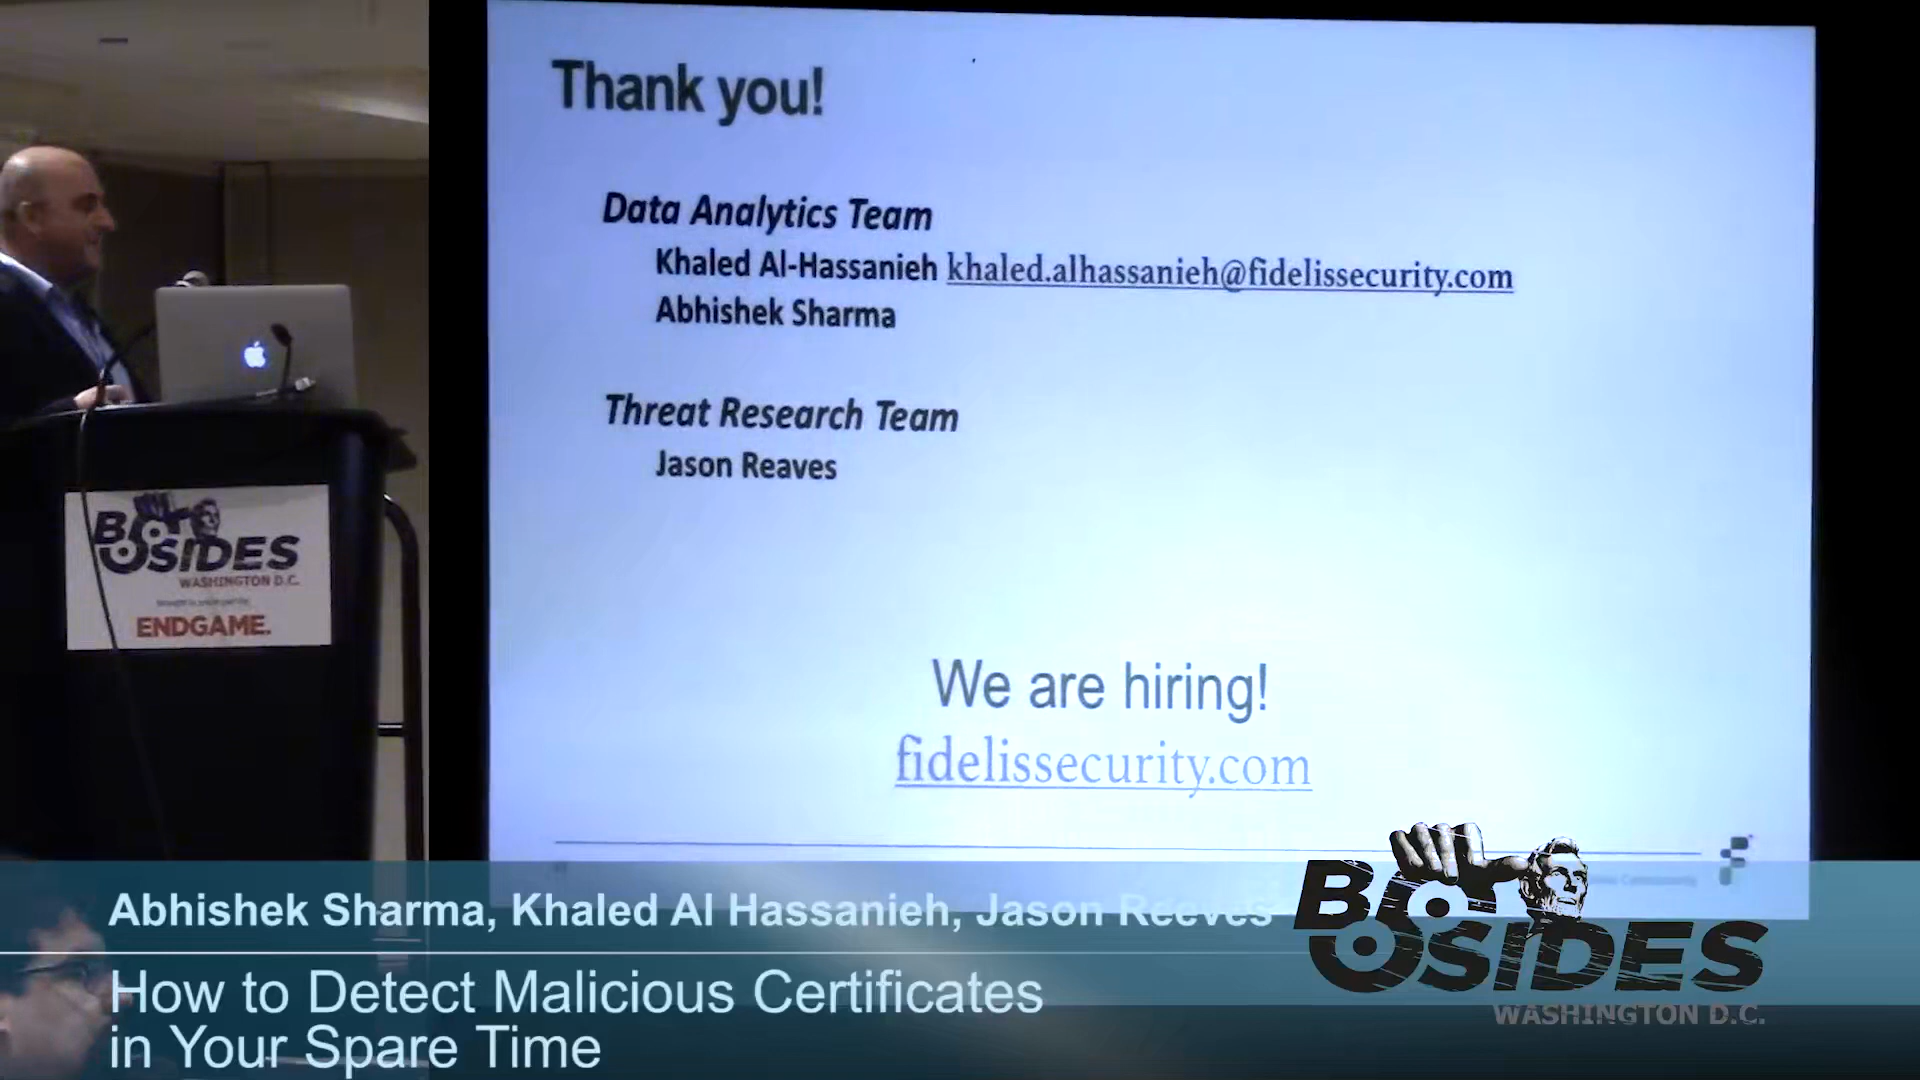 Thank you!
Data Analytics Team
Khaled Al-Hassanieh khaled.alhassanieh@fidelissecurity.com
Abhishek Sharma
Threat Research Team
Jason Reaves
We are hiring!
fidelissecurity.com
BSIDES
WASHINGTON D.C.
ENDGAME.
Abhishek Sharma, Khaled Al Hassanieh, Jason Reeves
How to Detect Malicious Certificates
in Your Spare Time
BSIDES
WASHINGTON D.C.